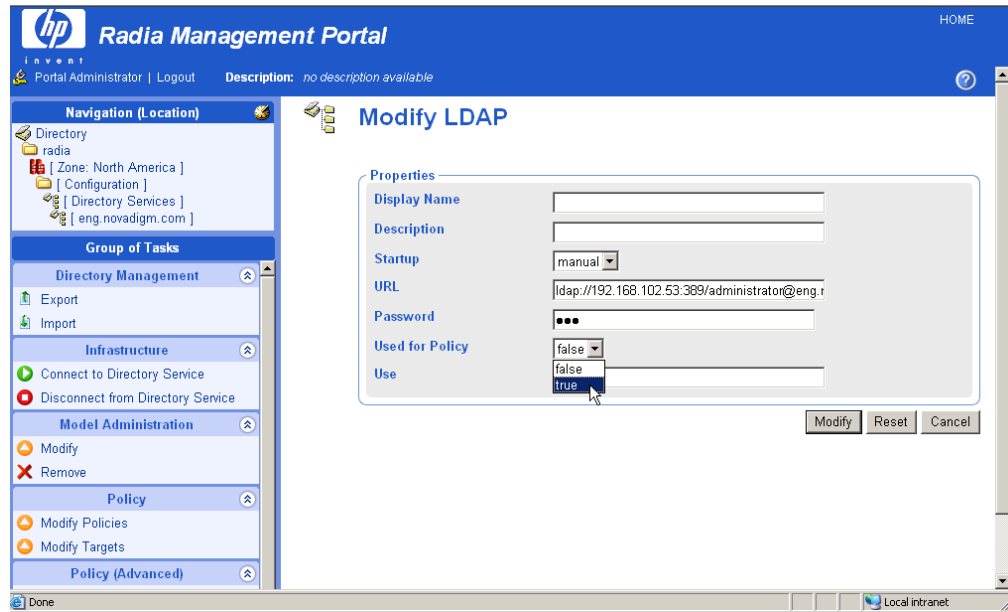 HOME
hp
invent
Radia Management Portal
Portal Administrator | Logout Description: no description available
?
Navigation (Location)
Directory
radia
[ Zone: North America ]
[ Configuration ]
[ Directory Services ]
[ eng.novadigm.com ]
Group of Tasks
Directory Management
Export
Import
Infrastructure
Connect to Directory Service
Disconnect from Directory Service
Model Administration
Modify
Remove
Policy
Modify Policies
Modify Targets
Policy (Advanced)
Modify LDAP
Properties
Display Name
Description
Startup manual
URL ldap://192.168.102.53:389/administrator@eng.
Password •••
Used for Policy false
false
true
Use
Modify Reset Cancel
Done Local intranet